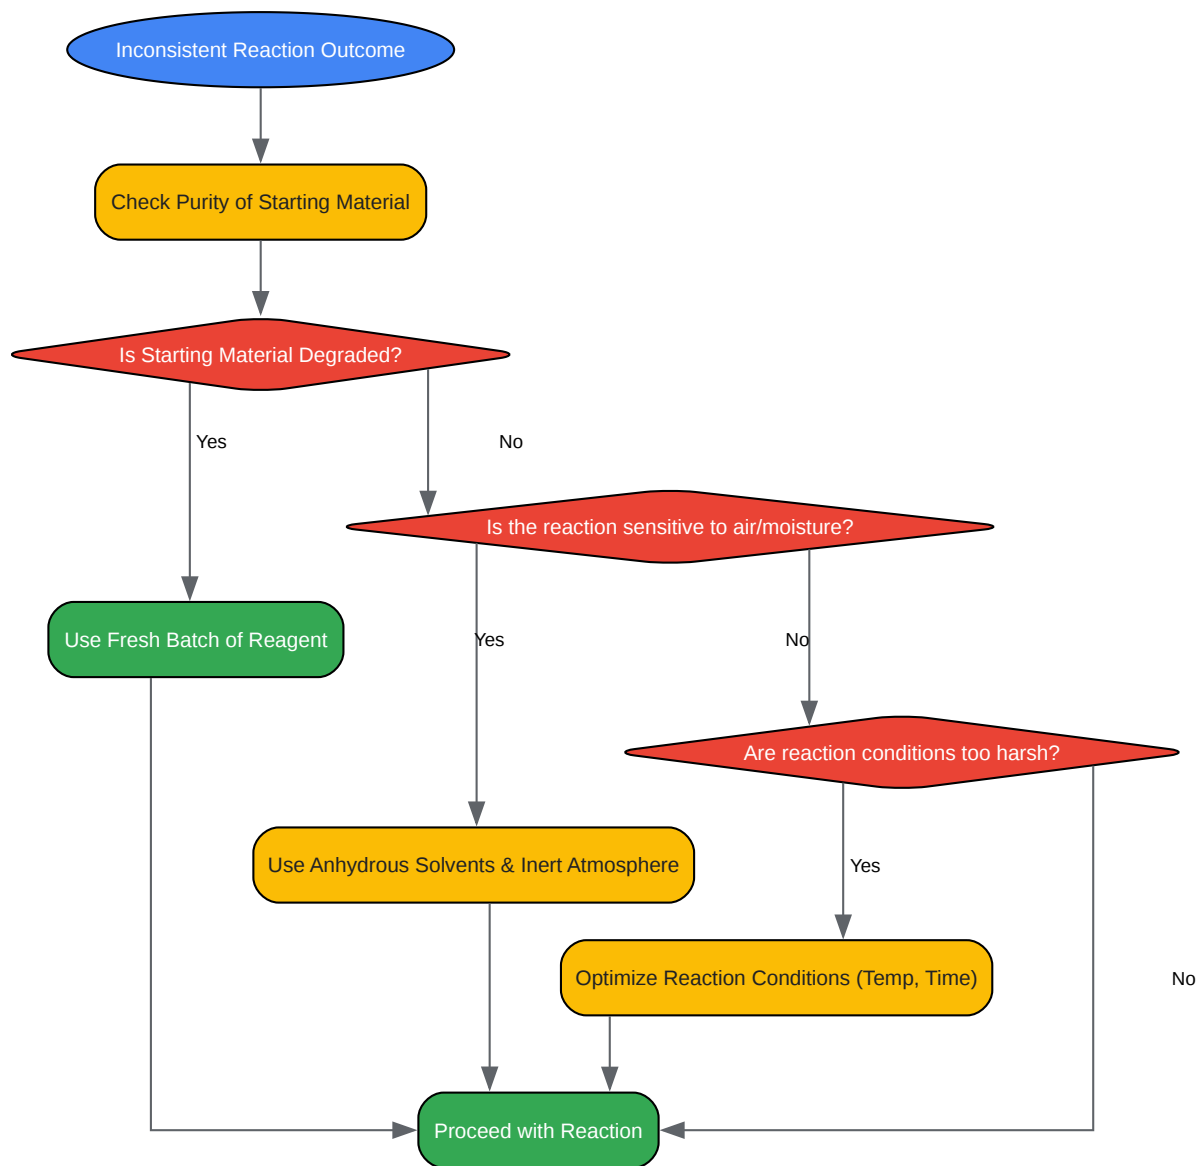 Inconsistent Reaction Outcome
Check Purity of Starting Material
Is Starting Material Degraded?
Yes
No
Is the reaction sensitive to air/moisture?
Use Fresh Batch of Reagent
Yes
No
Are reaction conditions too harsh?
Use Anhydrous Solvents & Inert Atmosphere
Yes
Optimize Reaction Conditions (Temp, Time)
No
Proceed with Reaction